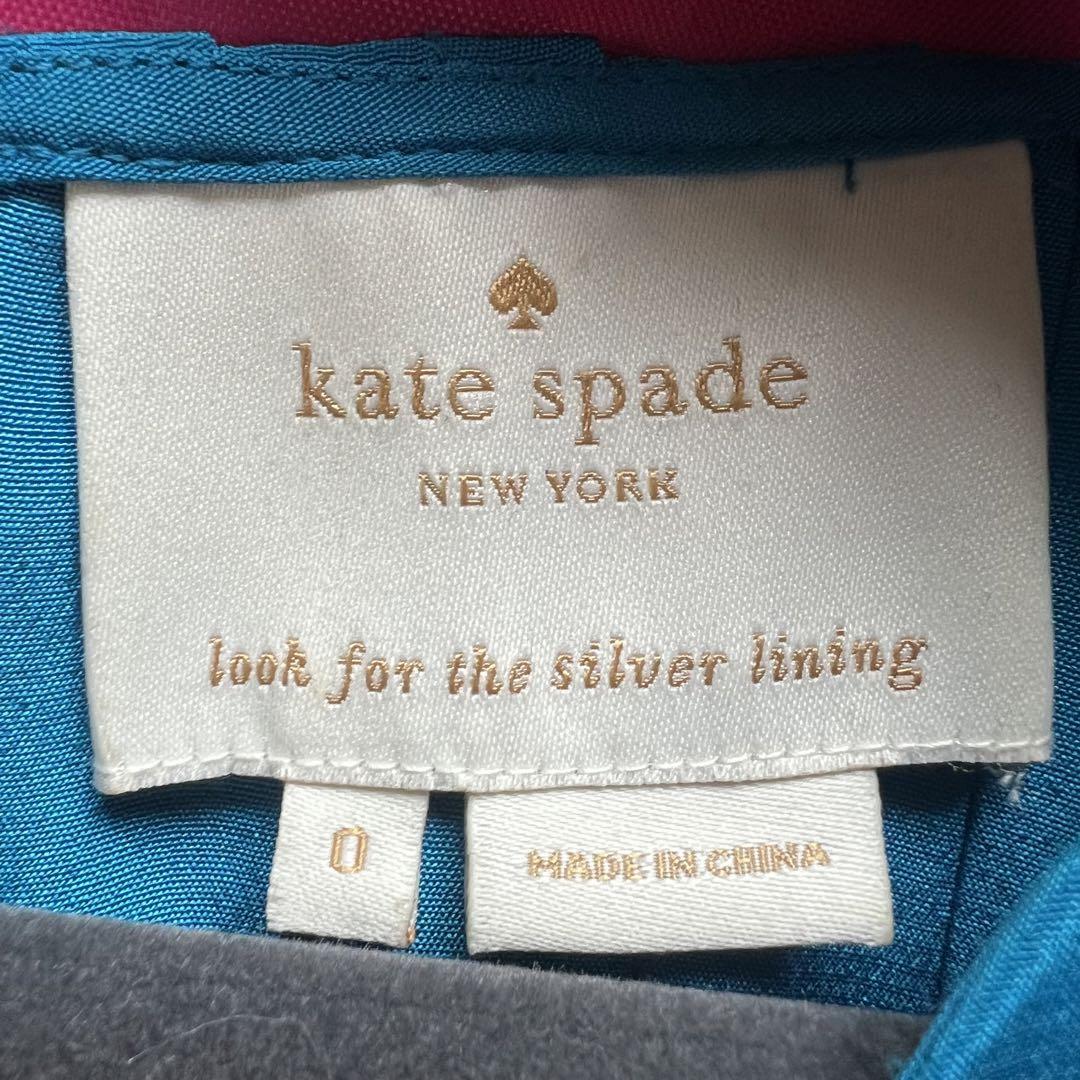 kate spade
NEW YORK
look for the silver lining
0
MADE IN CHINA